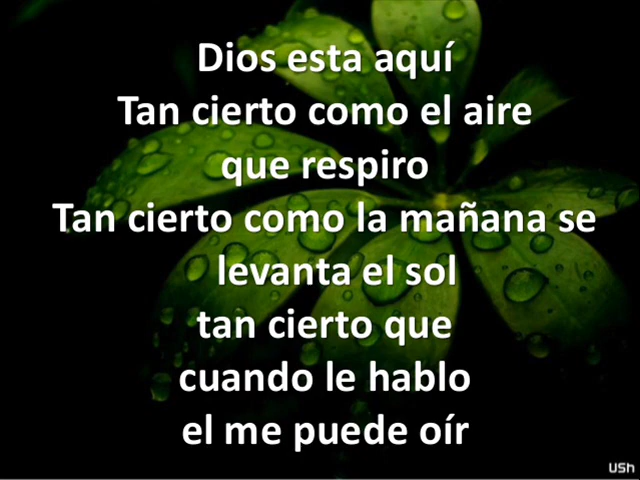 Dios esta aquí
Tan cierto como el aire
que respiro
Tan cierto como la mañana se
levanta el sol
tan cierto que
cuando le hablo
el me puede oír
USh